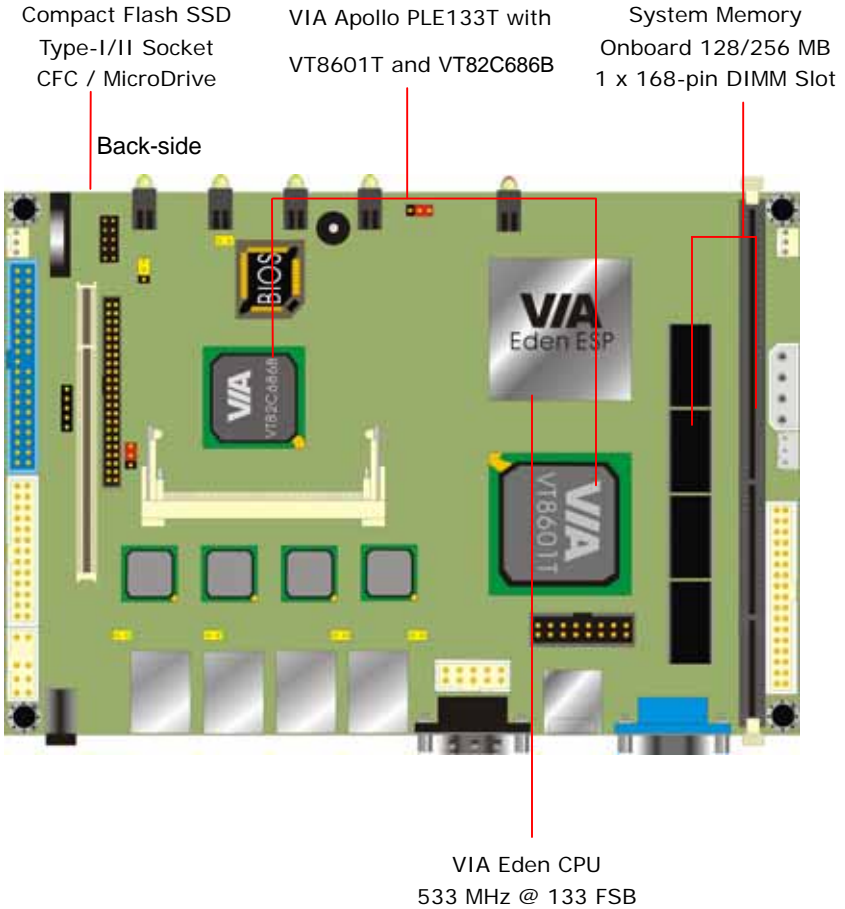 Compact Flash SSD
Type-I/II Socket
CFC / MicroDrive
VIA Apollo PLE133T with
VT8601T and VT82C686B
System Memory
Onboard 128/256 MB
1 x 168-pin DIMM Slot
Back-side
BIOS
VIA
Eden ESP
VIA
VT82C686B
VIA
VT8601T
VIA Eden CPU
533 MHz @ 133 FSB